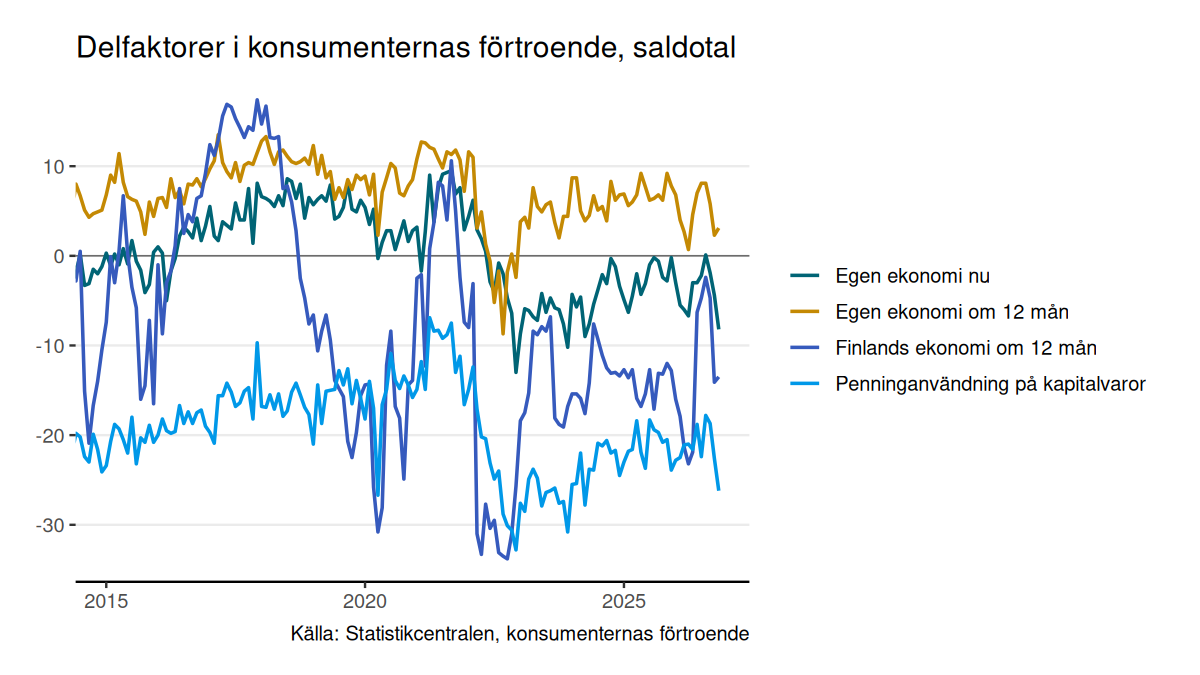 Delfaktorer i konsumenternas förtroende, saldotal
10
0
-10
-20
-30
2015 2020 2025
Egen ekonomi nu
Egen ekonomi om 12 mån
Finlands ekonomi om 12 mån
Penninganvändning på kapitalvaror
Källa: Statistikcentralen, konsumenternas förtroende